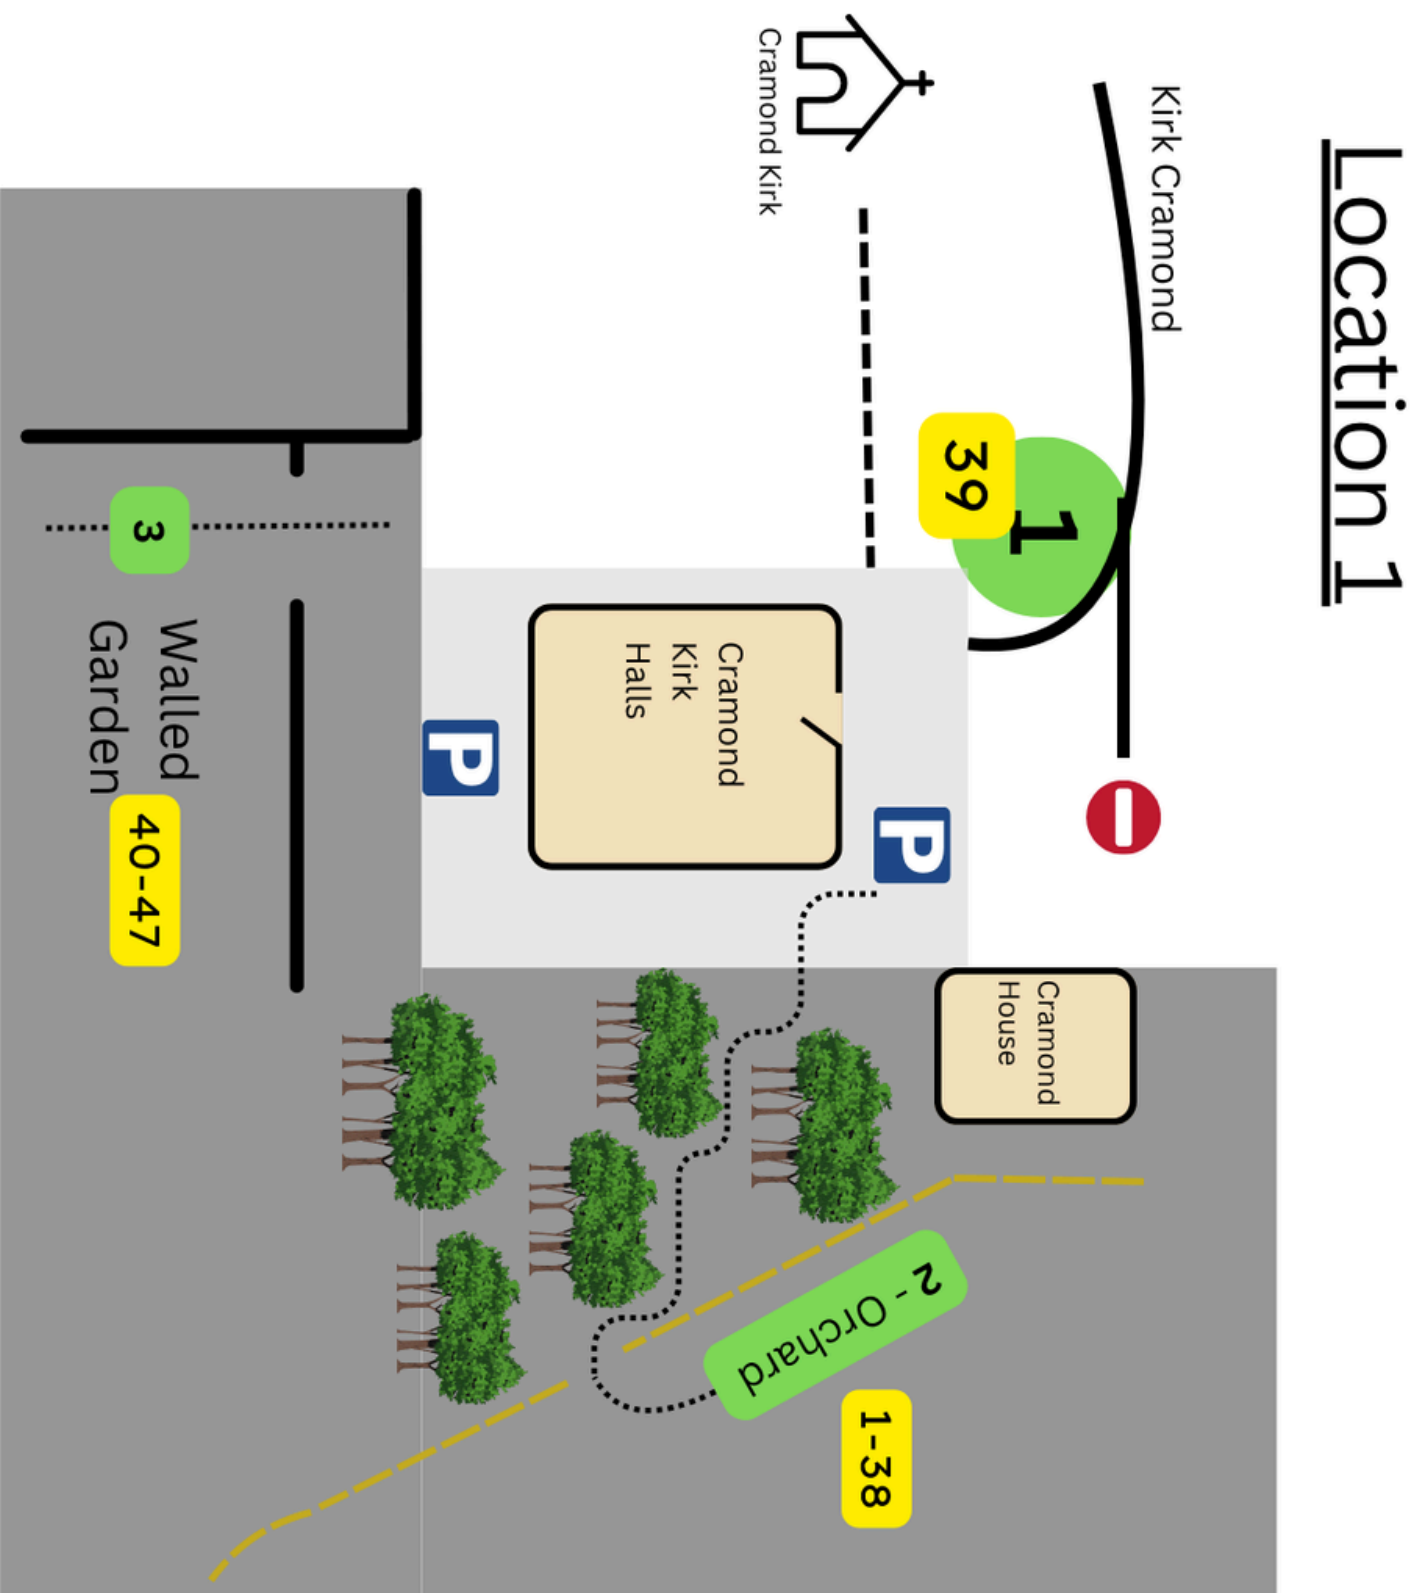 Location 1
Kirk Cramond
Cramond Kirk
39
1
Cramond
House
P
Cramond
Kirk
Halls
P
2 - Orchard
1-38
3
Walled
Garden
40-47